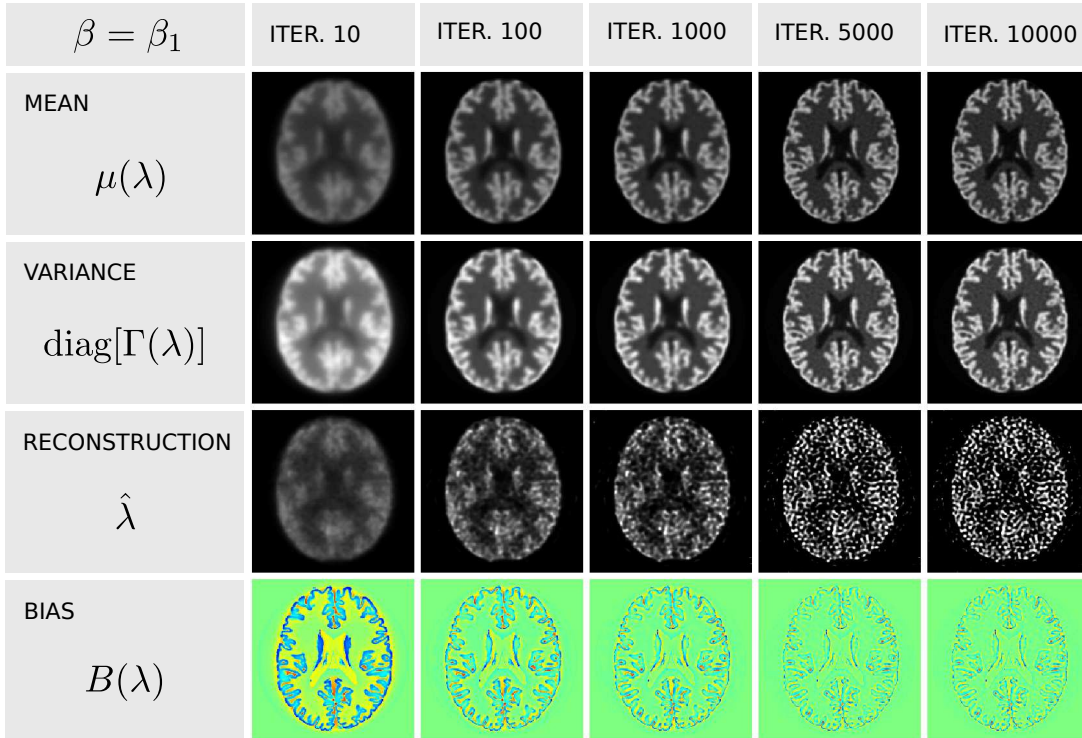 β = β₁ ITER. 10 ITER. 100 ITER. 1000 ITER. 5000 ITER. 10000
MEAN
μ(λ)
VARIANCE
diag[Γ(λ)]
RECONSTRUCTION
λ̂
BIAS
B(λ)